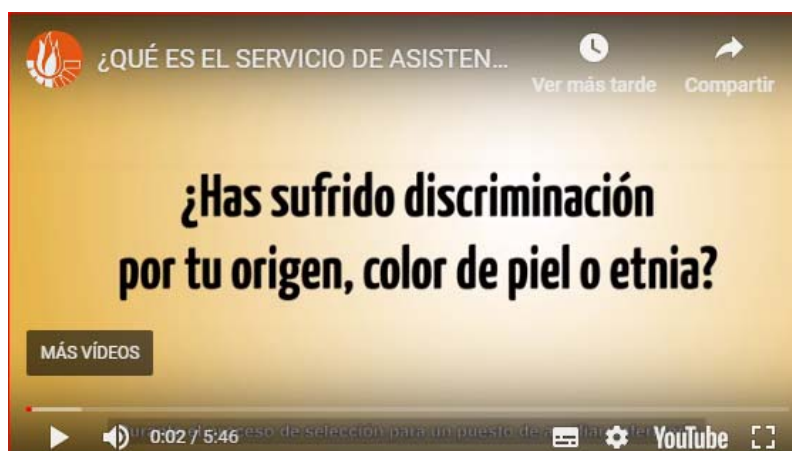 ¿QUÉ ES EL SERVICIO DE ASISTEN...
Ver más tarde
Compartir
¿Has sufrido discriminación
por tu origen, color de piel o etnia?
MÁS VÍDEOS
0:02 / 5:46
proceso de selección para un puesto de
YouTube